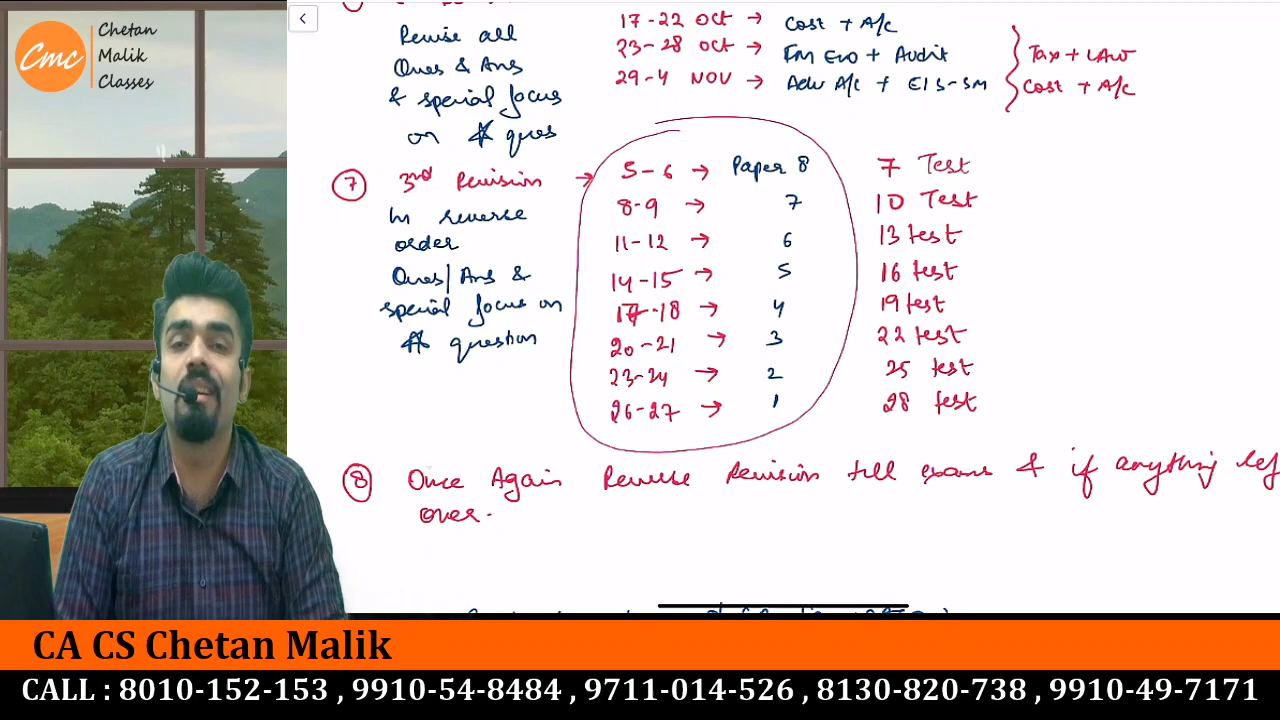 Chetan
Malik
Classes
CMC
Revise all
Ques & Ans
& special focus
on * ques
17-22 Oct → Cost + A/c
23-28 Oct → FM Eco + Audit
29-4 NOV → Adv A/c + EIS-SM
Tax + LAW
Cost + A/c
7 3rd Revision →
In reverse
order
Ques/Ans &
special focus on
* question
5-6 → Paper 8 7 Test
8-9 → 7 10 Test
11-12 → 6 13 test
14-15 → 5 16 test
17-18 → 4 19 test
20-21 → 3 22 test
23-24 → 2 25 test
26-27 → 1 28 test
8 Once Again Reverse Revision till exams & if anything lef
over.
CA CS Chetan Malik
CALL : 8010-152-153 , 9910-54-8484 , 9711-014-526 , 8130-820-738 , 9910-49-7171